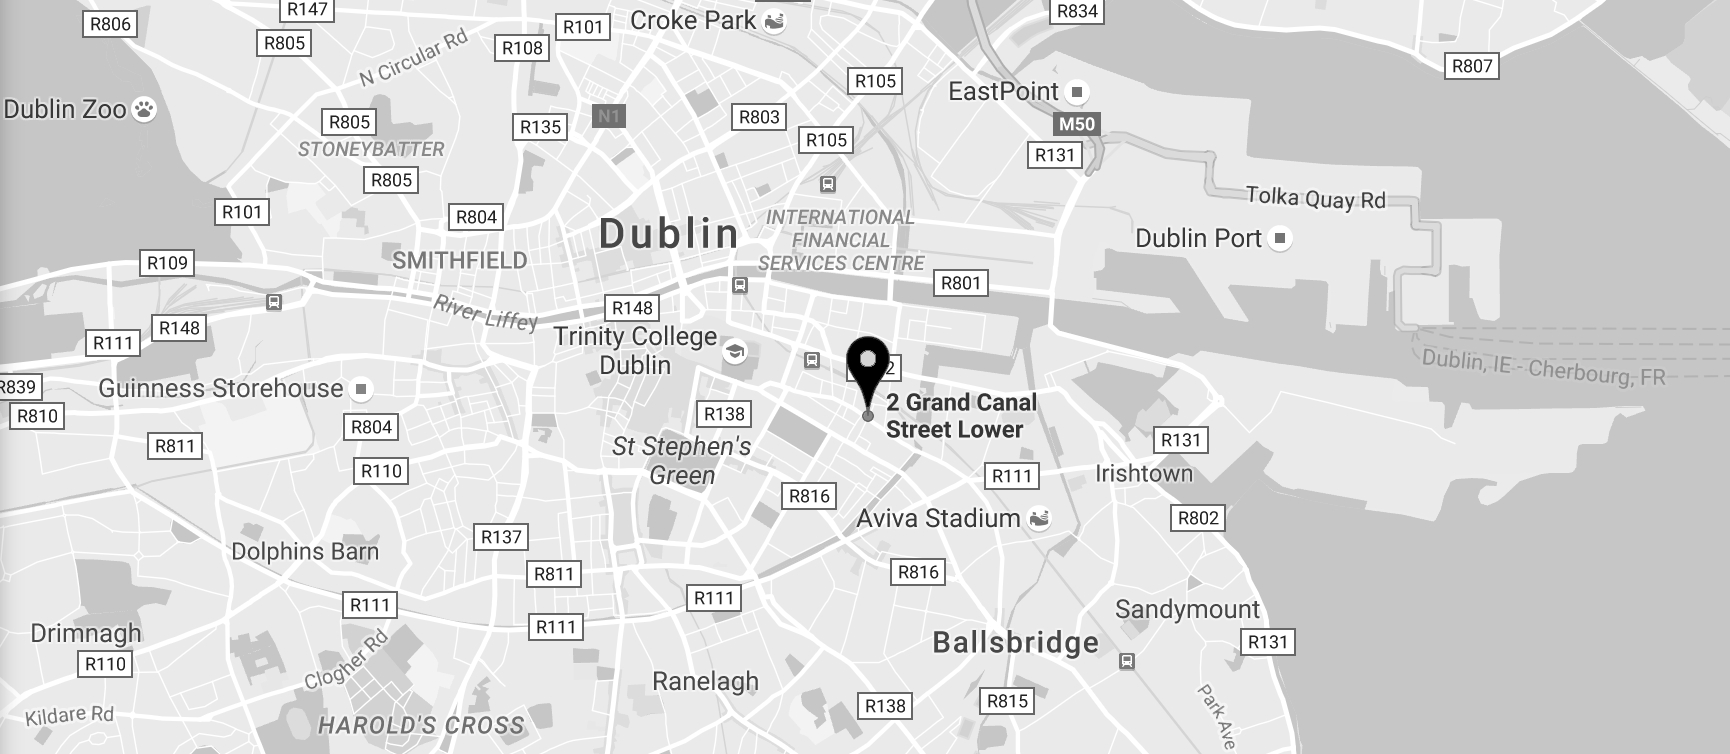 R806
R147
R805
N Circular Rd
R108
R101
Croke Park
R834
R807
R105
EastPoint
Dublin Zoo
R805
STONEYBATTER
R805
R135
N1
R803
R105
M50
R131
R101
R804
Dublin
INTERNATIONAL
FINANCIAL
SERVICES CENTRE
Tolka Quay Rd
Dublin Port
R109
SMITHFIELD
R801
R148
River Liffey
R148
R111
Trinity College
Dublin
2
Dublin, IE - Cherbourg, FR
R839
Guinness Storehouse
R810
R804
R138
2 Grand Canal
Street Lower
R811
R110
St Stephen's
Green
R131
Irishtown
R111
R816
Aviva Stadium
R802
R137
Dolphins Barn
R811
R816
R111
R111
R111
Sandymount
Drimnagh
R110
Clogher Rd
Ballsbridge
R131
Ranelagh
Kildare Rd
HAROLD'S CROSS
R138
R815
Park Ave